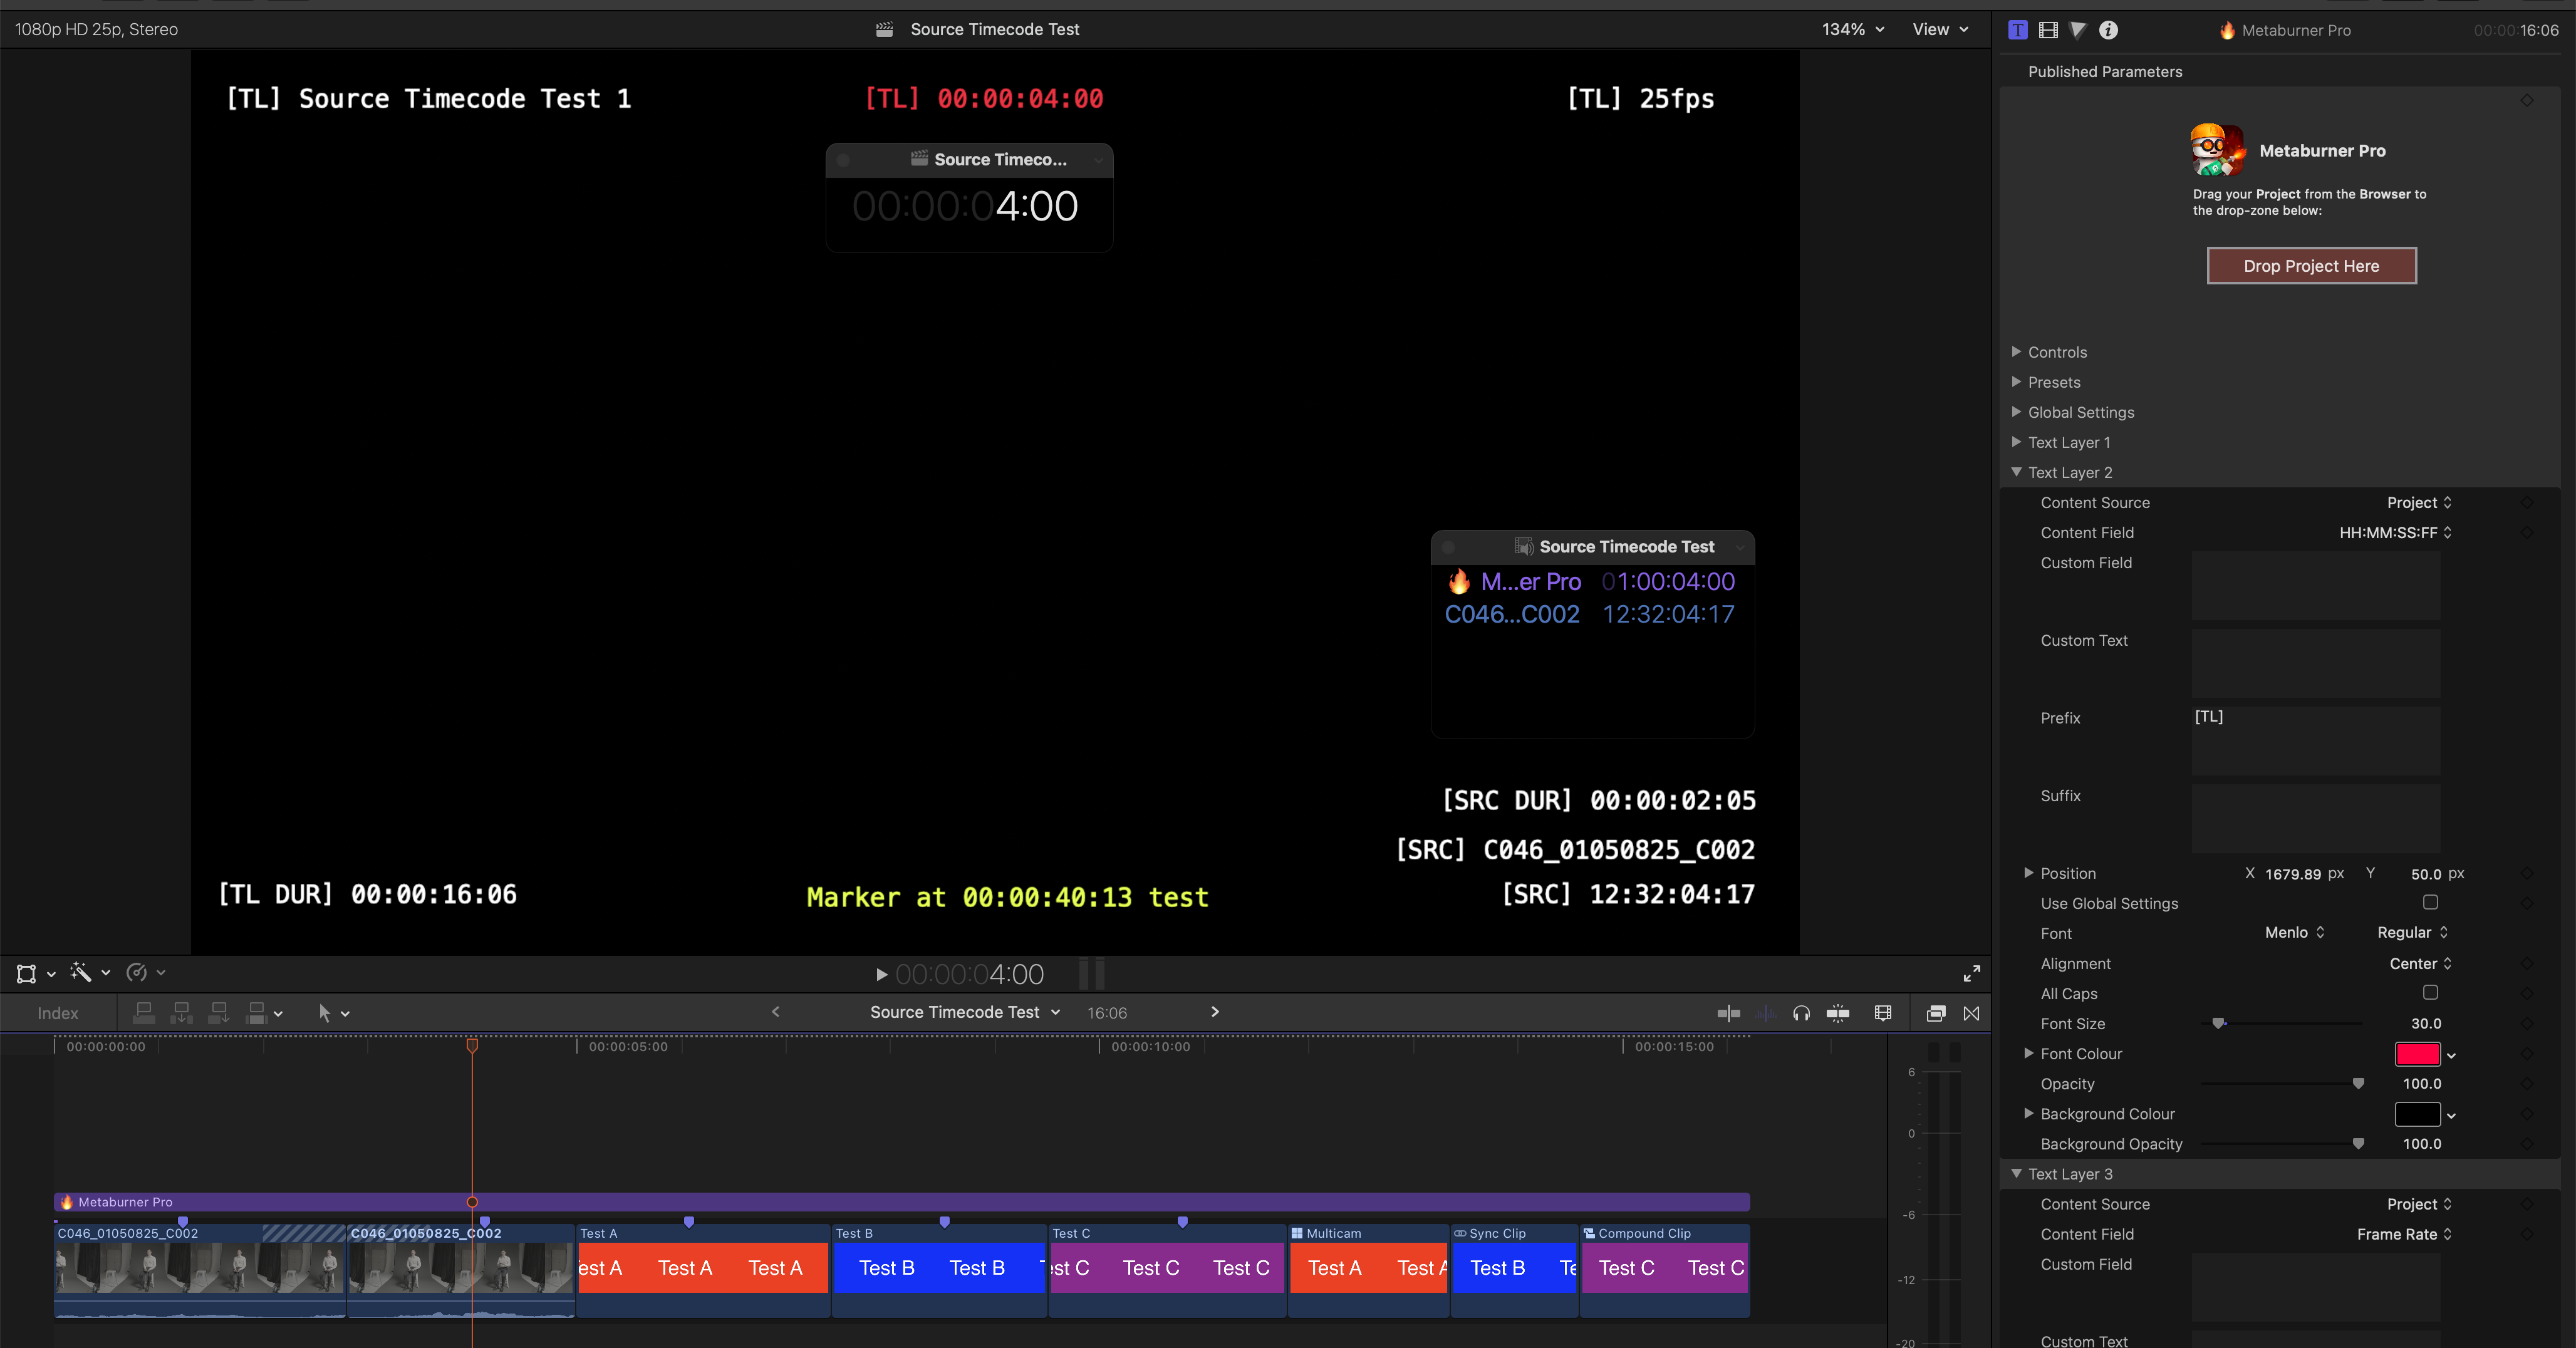 1080p HD 25p, Stereo
Source Timecode Test
134%
View
Metaburner Pro
00:00:00:16:06
Published Parameters
[TL] Source Timecode Test 1
[TL] 00:00:04:00
[TL] 25fps
Source Timeco...
00:00:04:00
Metaburner Pro
Drag your Project from the Browser to
the drop-zone below:
Drop Project Here
Controls
Presets
Global Settings
Text Layer 1
Text Layer 2
Content Source Project
Content Field HH:MM:SS:FF
Custom Field
Custom Text
Prefix [TL]
Suffix
Position X 1679.89 px Y 50.0 px
Use Global Settings
Font Menlo Regular
Alignment Center
All Caps
Font Size 30.0
Font Colour
Opacity 100.0
Background Colour
Background Opacity 100.0
Text Layer 3
Content Source Project
Content Field Frame Rate
Custom Field
Custom Text
Source Timecode Test
M...er Pro 01:00:04:00
C046...C002 12:32:04:17
[SRC DUR] 00:00:02:05
[SRC] C046_01050825_C002
[SRC] 12:32:04:17
[TL DUR] 00:00:16:06
Marker at 00:00:40:13 test
00:00:04:00
Index
Source Timecode Test
16:06
00:00:00:00
00:00:05:00
00:00:10:00
00:00:15:00
6
0
-6
-12
-20
Metaburner Pro
C046_01050825_C002
C046_01050825_C002
Test A
Test B
Test C
Multicam
Sync Clip
Compound Clip
est A Test A Test A
Test B Test B Te
st C Test C Test C
Test A Test A
Test B Te
Test C Test C